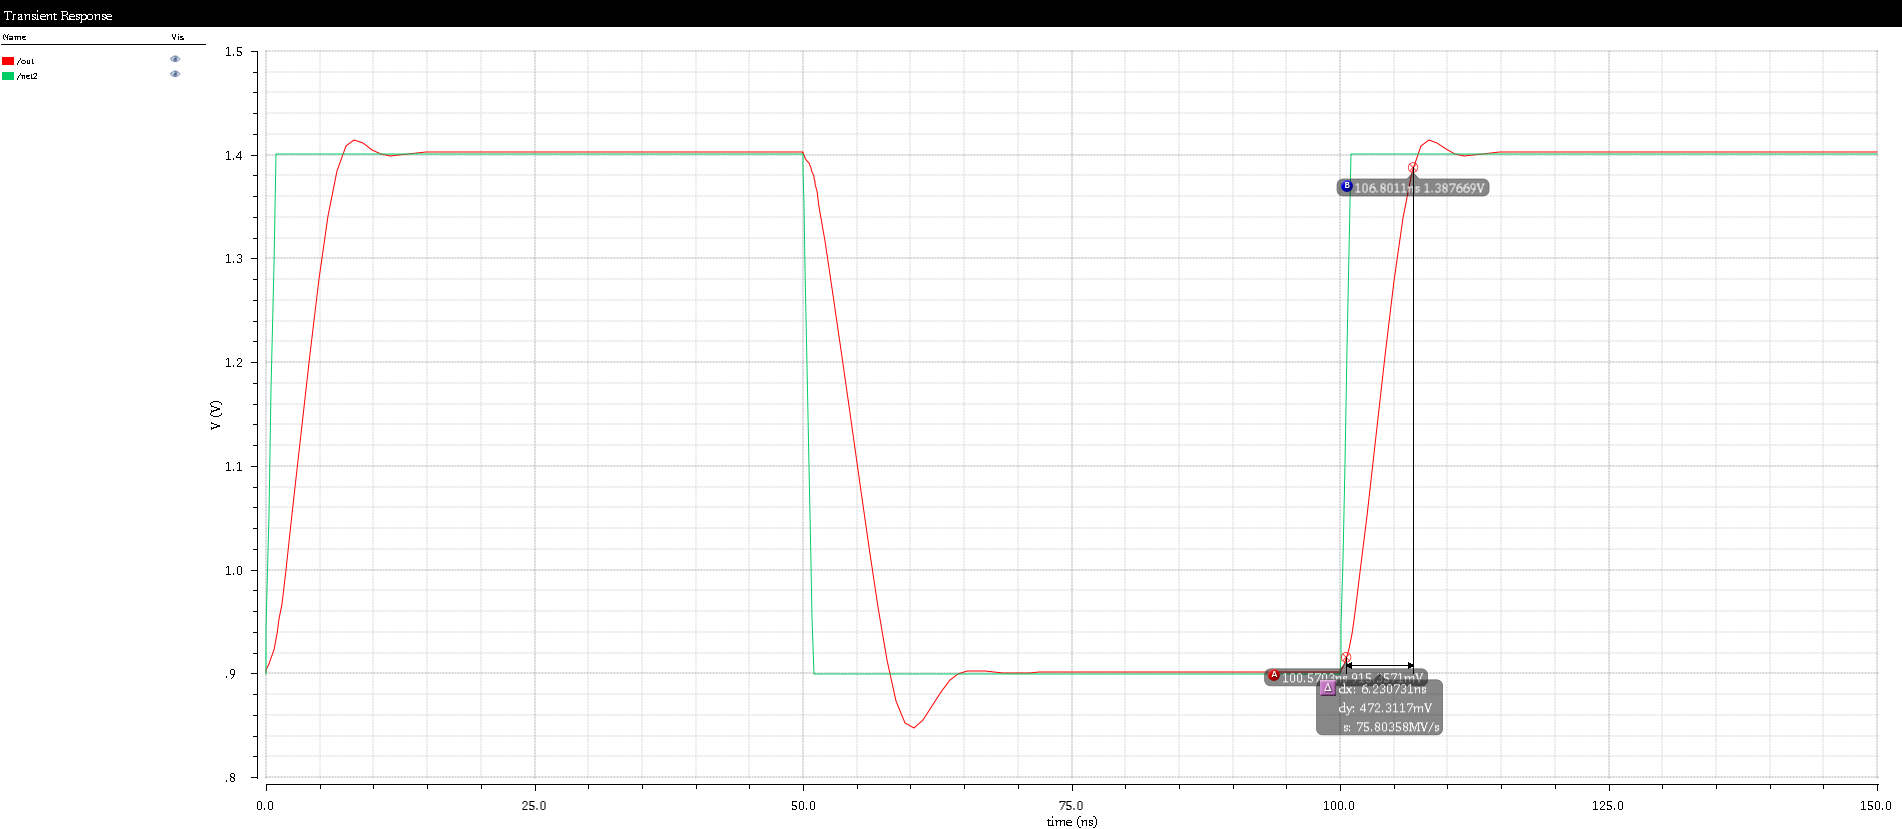 Transient Response
Name Vis
/out
/net2
1.5
1.4
1.3
1.2
1.1
1.0
.9
.8
V (V)
B 106.8011ns 1.387669V
A 100.5703ns
dx: 6.230731ns
dy: 472.3117mV
s: 75.80358MV/s
0.0 25.0 50.0 75.0 100.0 125.0 150.0
time (ns)